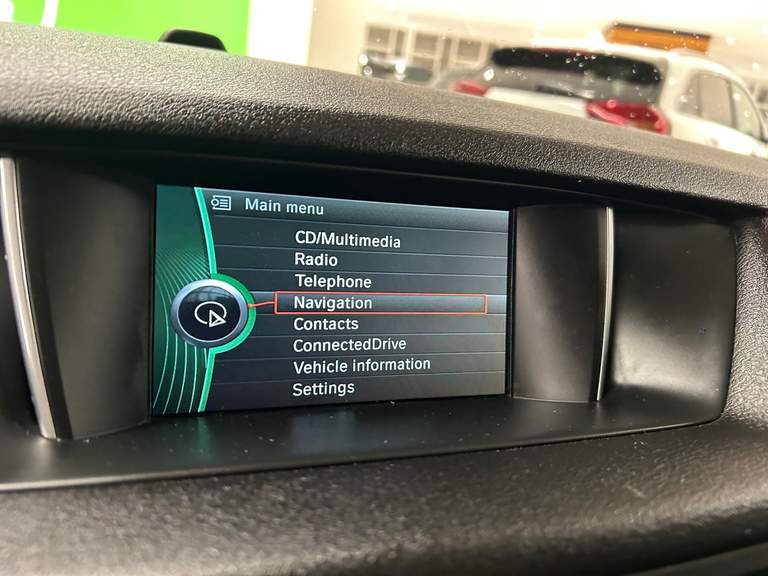 Main menu
CD/Multimedia
Radio
Telephone
Navigation
Contacts
ConnectedDrive
Vehicle information
Settings